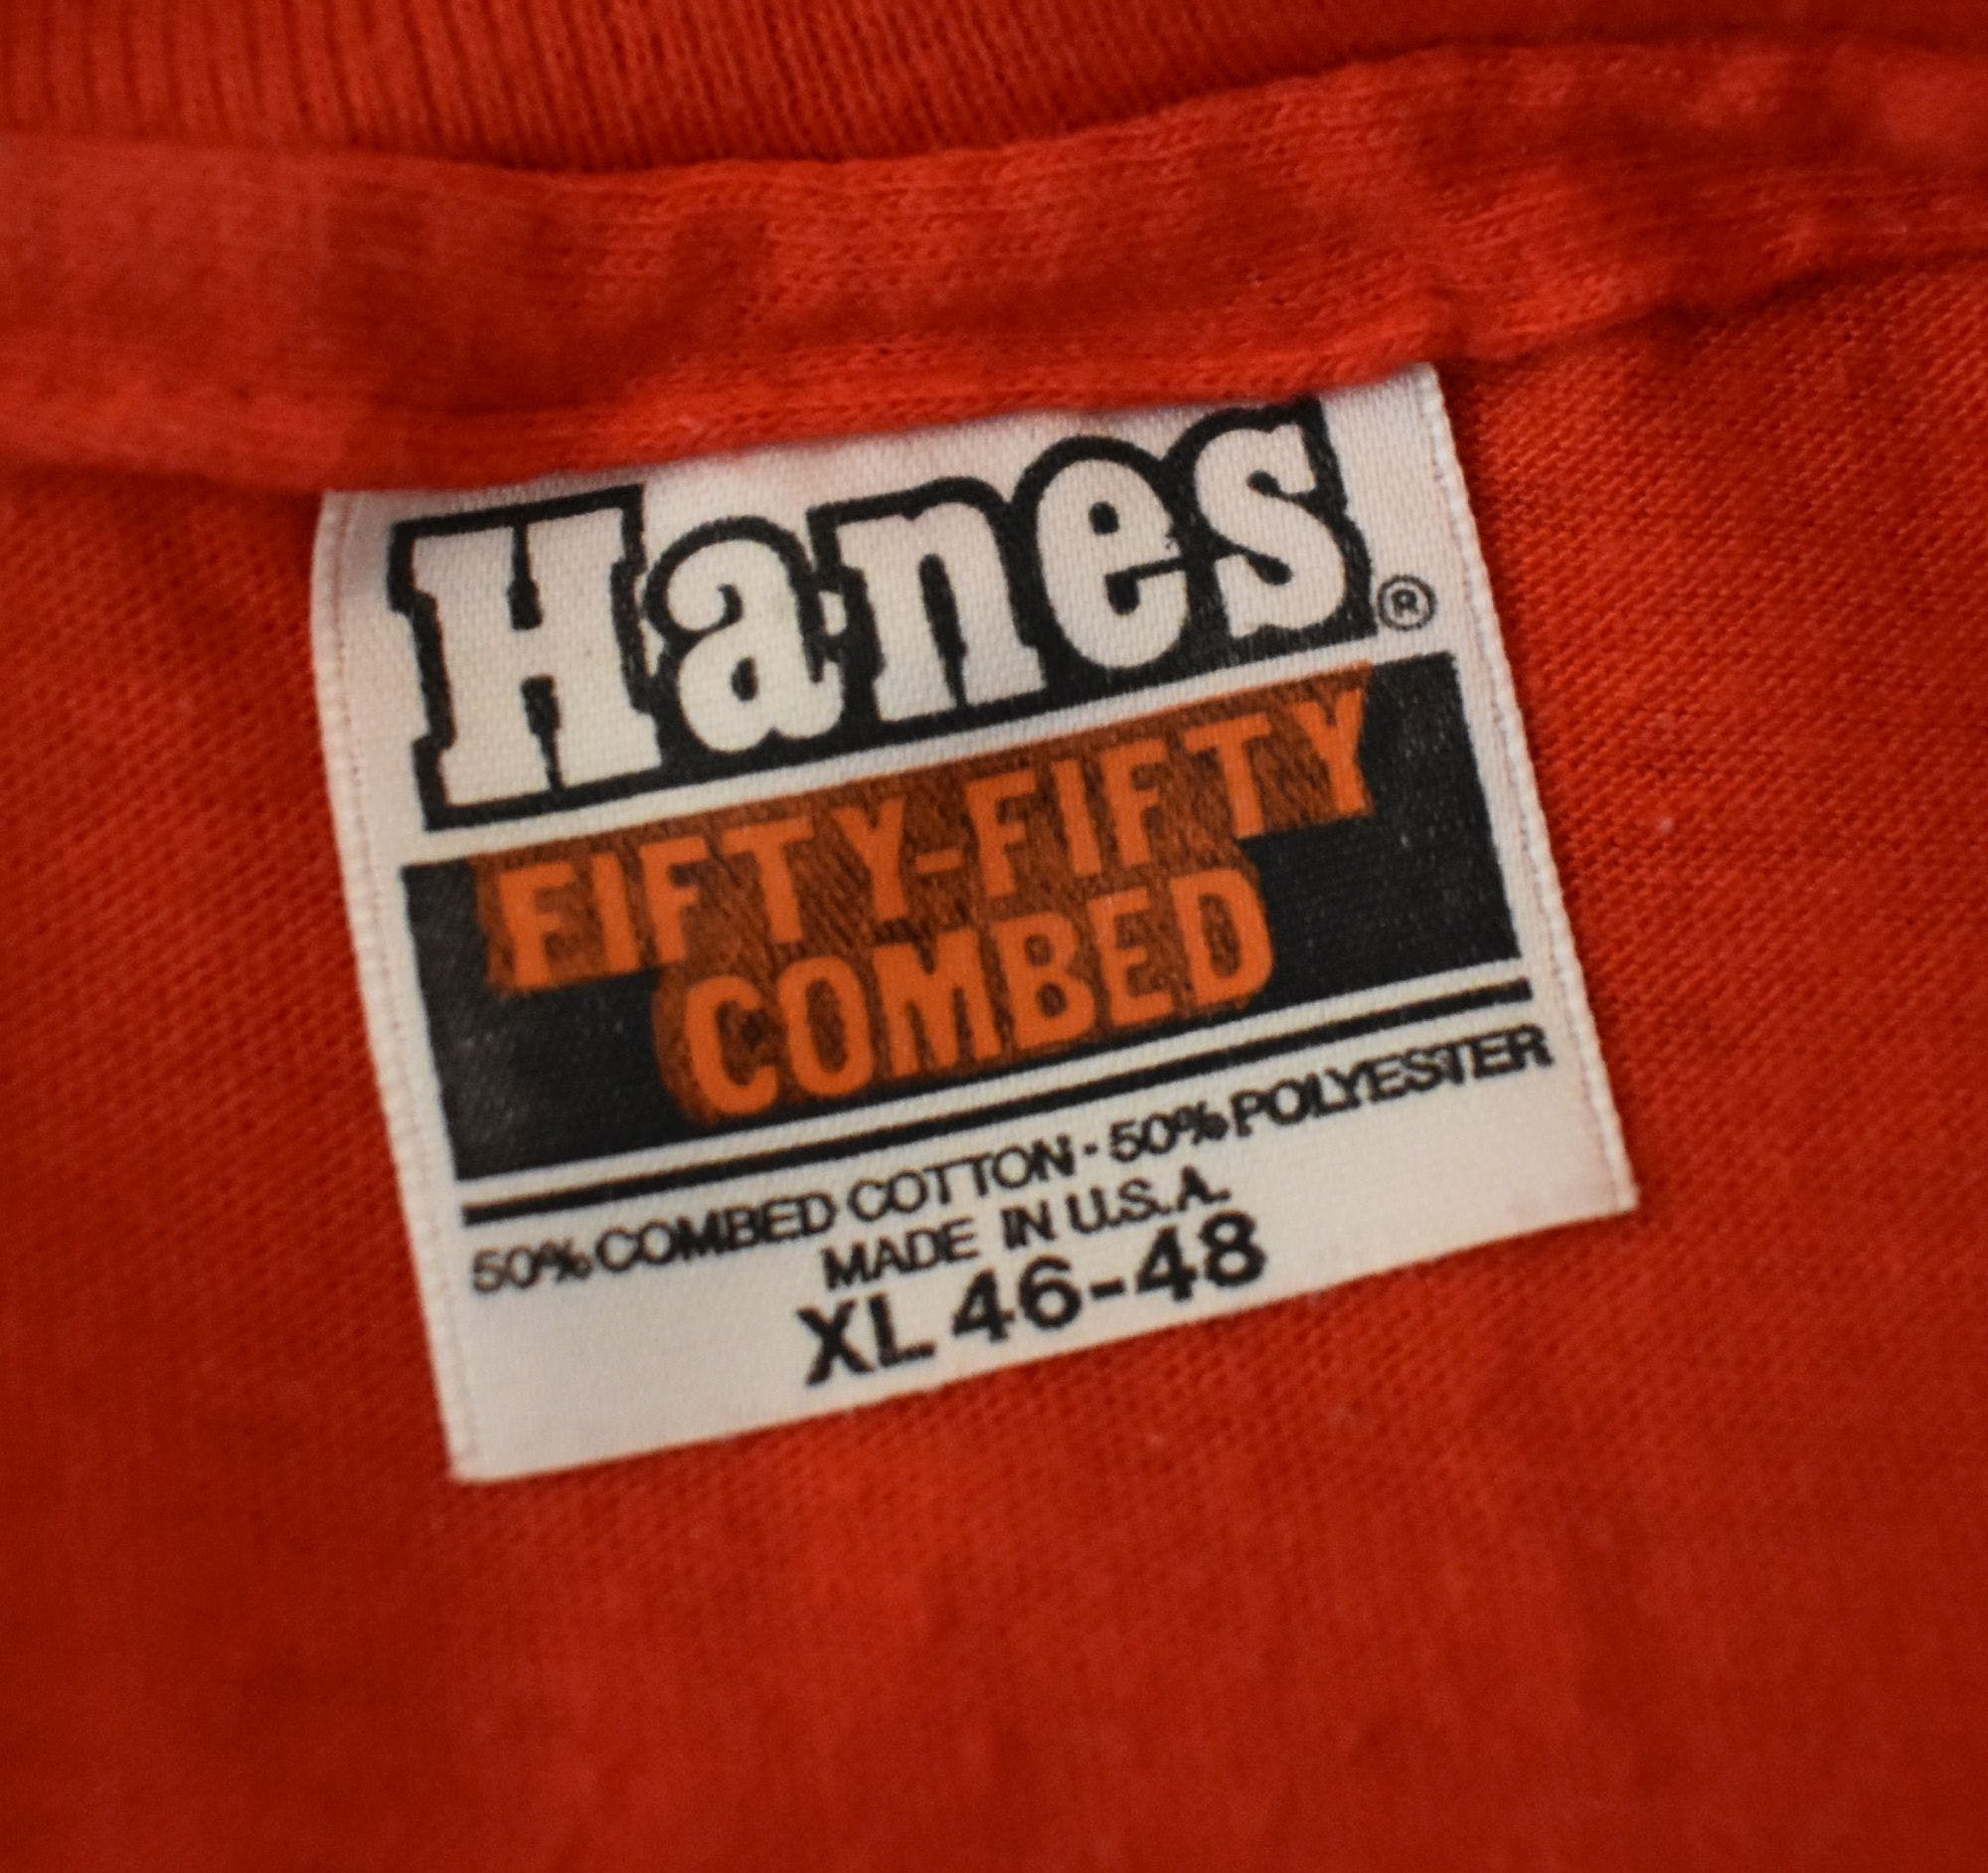 Hanes®
FIFTY-FIFTY
COMBED
50% COMBED COTTON · 50% POLYESTER
MADE IN U.S.A.
XL 46-48